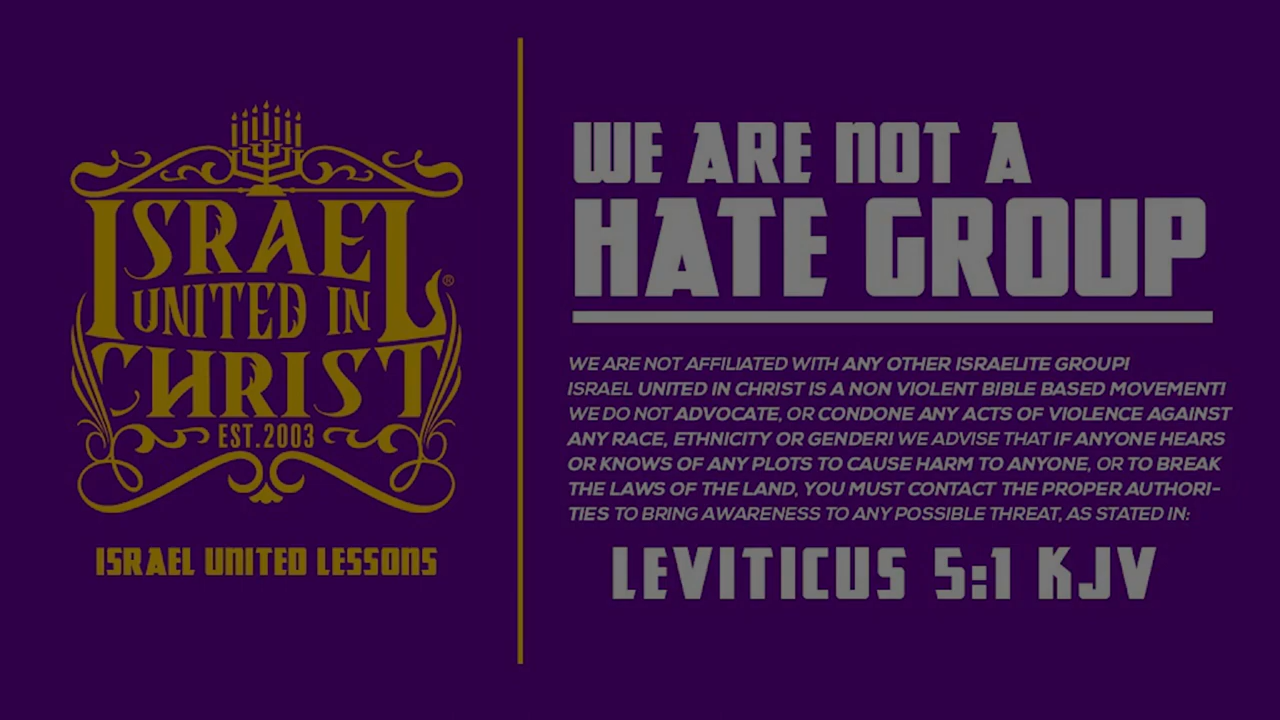 ISRAEL
UNITED IN
CHRIST
®
EST.2003
ISRAEL UNITED LESSONS
WE ARE NOT A
HATE GROUP
WE ARE NOT AFFILIATED WITH ANY OTHER ISRAELITE GROUP!
ISRAEL UNITED IN CHRIST IS A NON VIOLENT BIBLE BASED MOVEMENT!
WE DO NOT ADVOCATE, OR CONDONE ANY ACTS OF VIOLENCE AGAINST
ANY RACE, ETHNICITY OR GENDER! WE ADVISE THAT IF ANYONE HEARS
OR KNOWS OF ANY PLOTS TO CAUSE HARM TO ANYONE, OR TO BREAK
THE LAWS OF THE LAND, YOU MUST CONTACT THE PROPER AUTHORI-
TIES TO BRING AWARENESS TO ANY POSSIBLE THREAT, AS STATED IN:
LEVITICUS 5:1 KJV